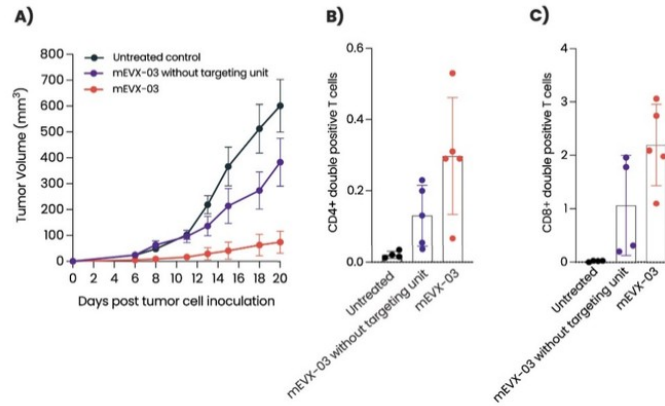 A)
Untreated control
mEVX-03 without targeting unit
mEVX-03
Tumor Volume (mm³)
800
700
600
500
400
300
200
100
0
0 2 4 6 8 10 12 14 16 18 20
Days post tumor cell inoculation
B)
CD4+ double positive T cells
0.6
0.4
0.2
0.0
Untreated
mEVX-03 without targeting unit
mEVX-03
C)
CD8+ double positive T cells
4
3
2
1
0
Untreated
mEVX-03 without targeting unit
mEVX-03